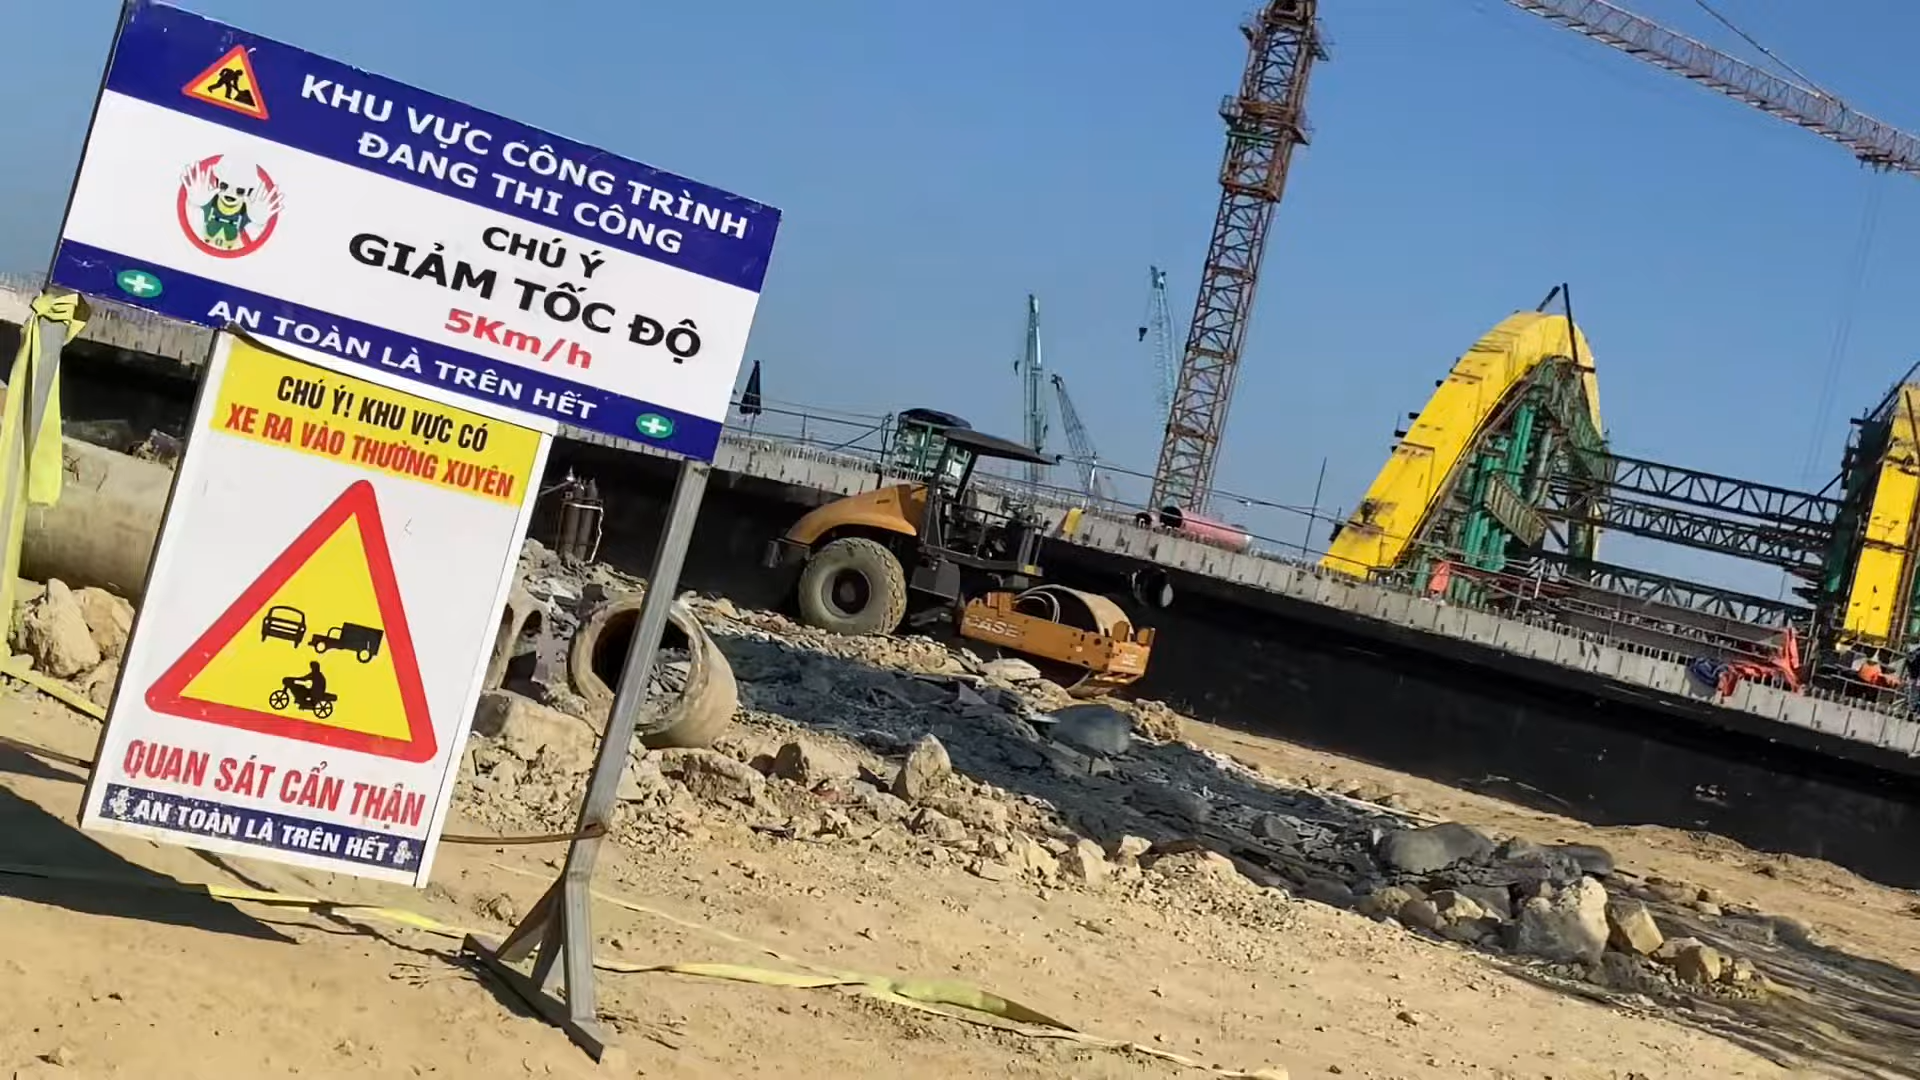 KHU VỰC CÔNG TRÌNH
ĐANG THI CÔNG
CHÚ Ý
GIẢM TỐC ĐỘ
5Km/h
AN TOÀN LÀ TRÊN HẾT
CHÚ Ý! KHU VỰC CÓ
XE RA VÀO THƯỜNG XUYÊN
QUAN SÁT CẨN THẬN
AN TOÀN LÀ TRÊN HẾT
CASE